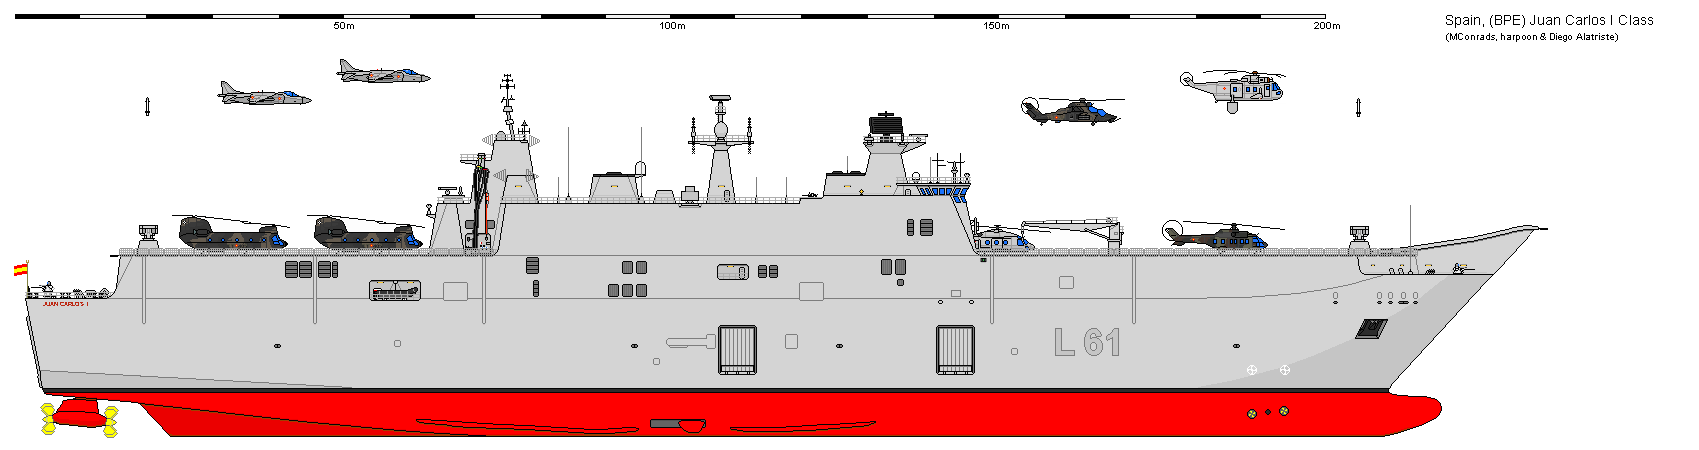 50m 100m 150m 200m
Spain, (BPE) Juan Carlos I Class
(MConrads, harpoon & Diego Alatriste)
JUAN CARLOS I
L 61